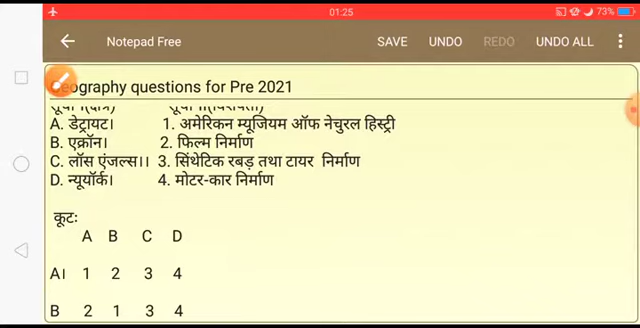 01:25
73%
Notepad Free SAVE UNDO REDO UNDO ALL
Geography questions for Pre 2021
A. डेट्रायट। 1. अमेरिकन म्यूजियम ऑफ नेचुरल हिस्ट्री
B. एक्रॉन। 2. फिल्म निर्माण
C. लॉस एंजल्स।। 3. सिंथेटिक रबड़ तथा टायर निर्माण
D. न्यूयॉर्क। 4. मोटर-कार निर्माण
कूटः
A B C D
A। 1 2 3 4
B 2 1 3 4